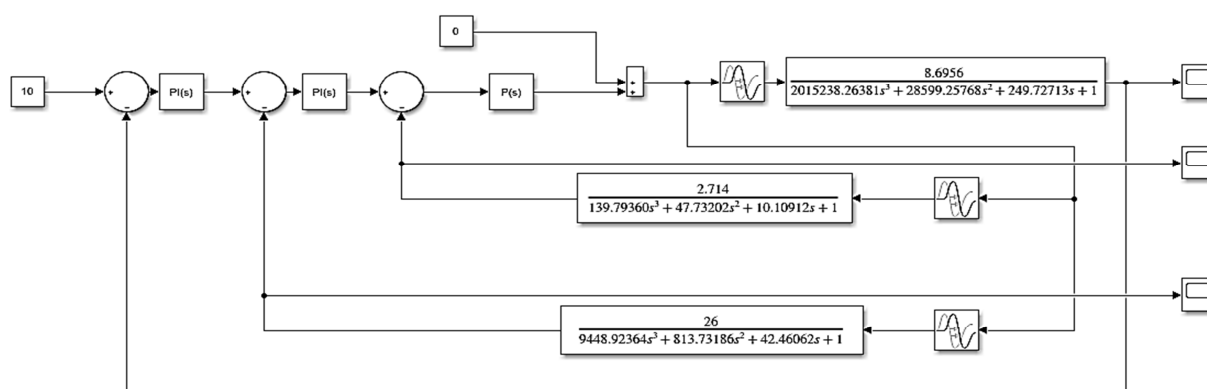 0
10
+
−
PI(s)
+
−
PI(s)
+
−
P(s)
+
+
8.6956
2015238.26381s³ + 28599.25768s² + 249.72713s + 1
2.714
139.79360s³ + 47.73202s² + 10.10912s + 1
26
9448.92364s³ + 813.73186s² + 42.46062s + 1